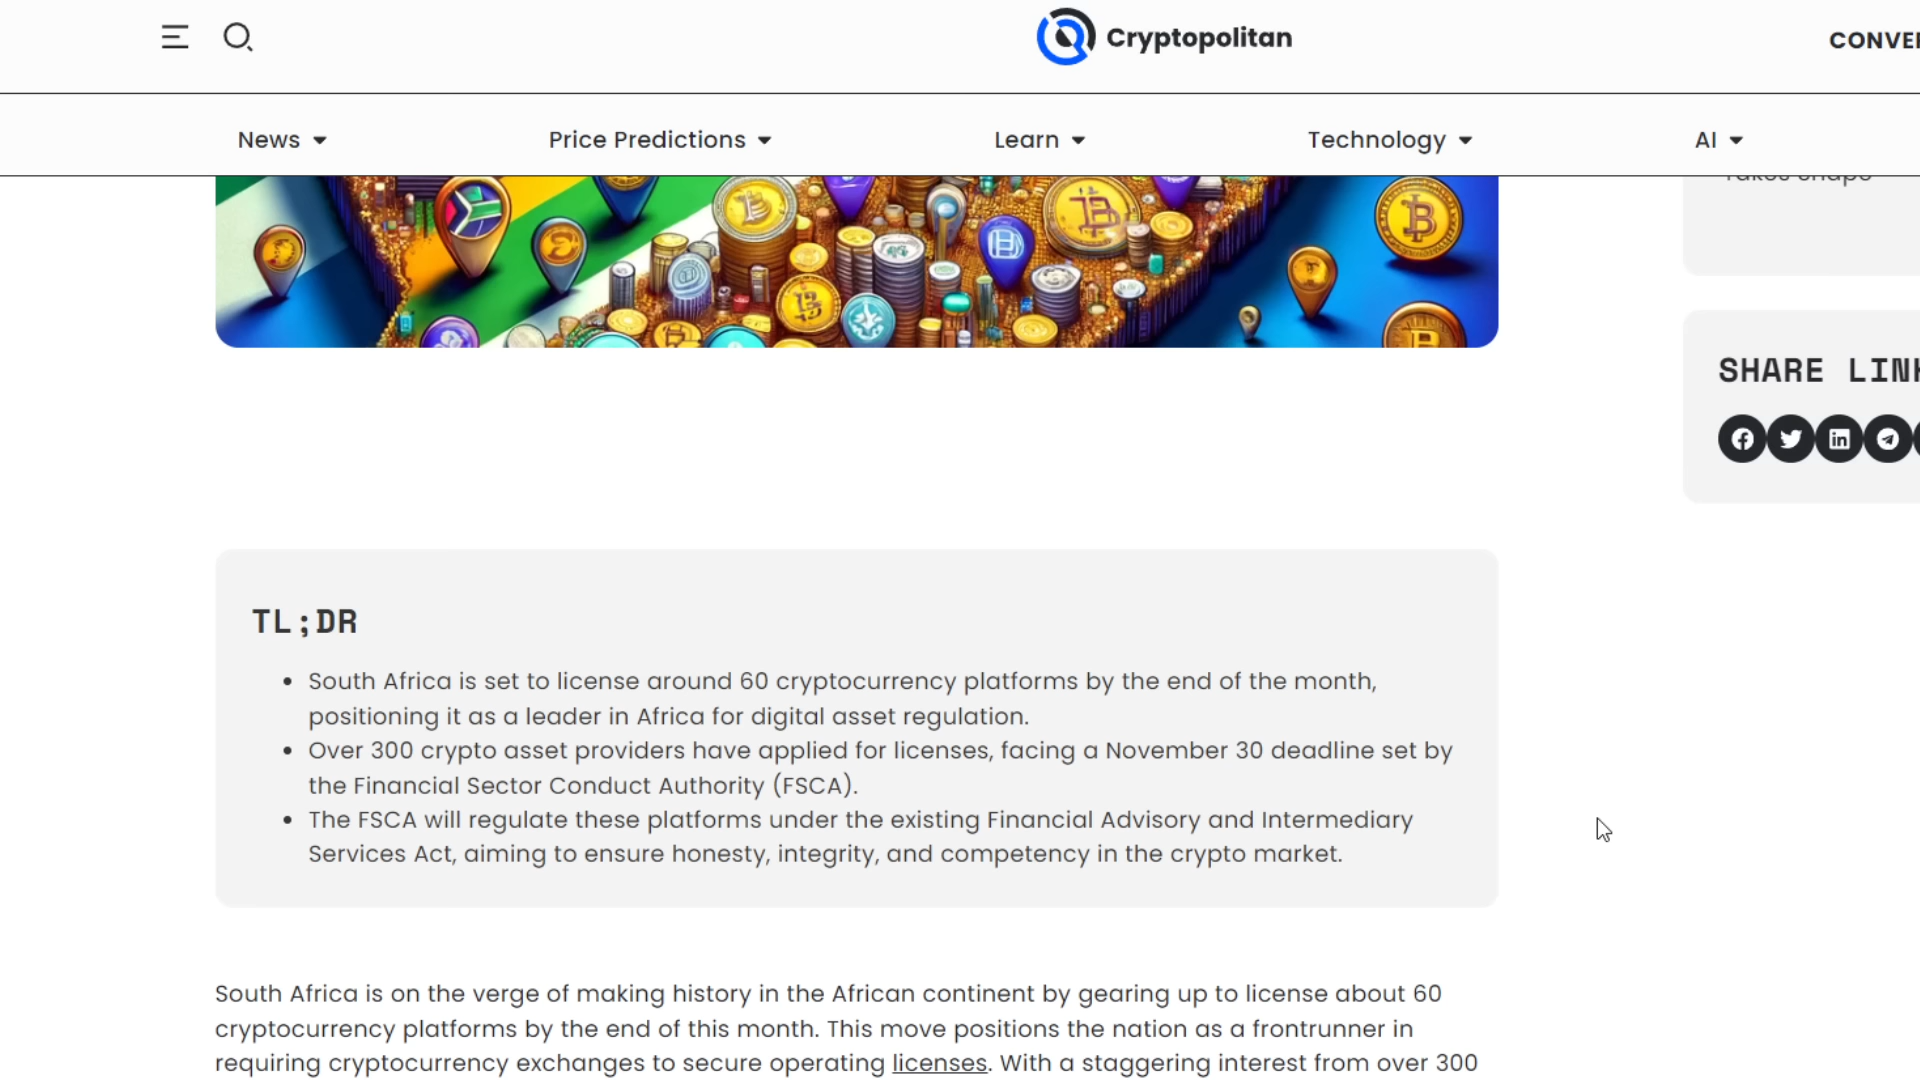 Cryptopolitan
News
Price Predictions
Learn
Technology
AI
SHARE
TL;DR
South Africa is set to license around 60 cryptocurrency platforms by the end of the month,
positioning it as a leader in Africa for digital asset regulation.
Over 300 crypto asset providers have applied for licenses, facing a November 30 deadline set by
the Financial Sector Conduct Authority (FSCA).
The FSCA will regulate these platforms under the existing Financial Advisory and Intermediary
Services Act, aiming to ensure honesty, integrity, and competency in the crypto market.
South Africa is on the verge of making history in the African continent by gearing up to license about 60
cryptocurrency platforms by the end of this month. This move positions the nation as a frontrunner in
requiring cryptocurrency exchanges to secure operating licenses. With a staggering interest from over 300